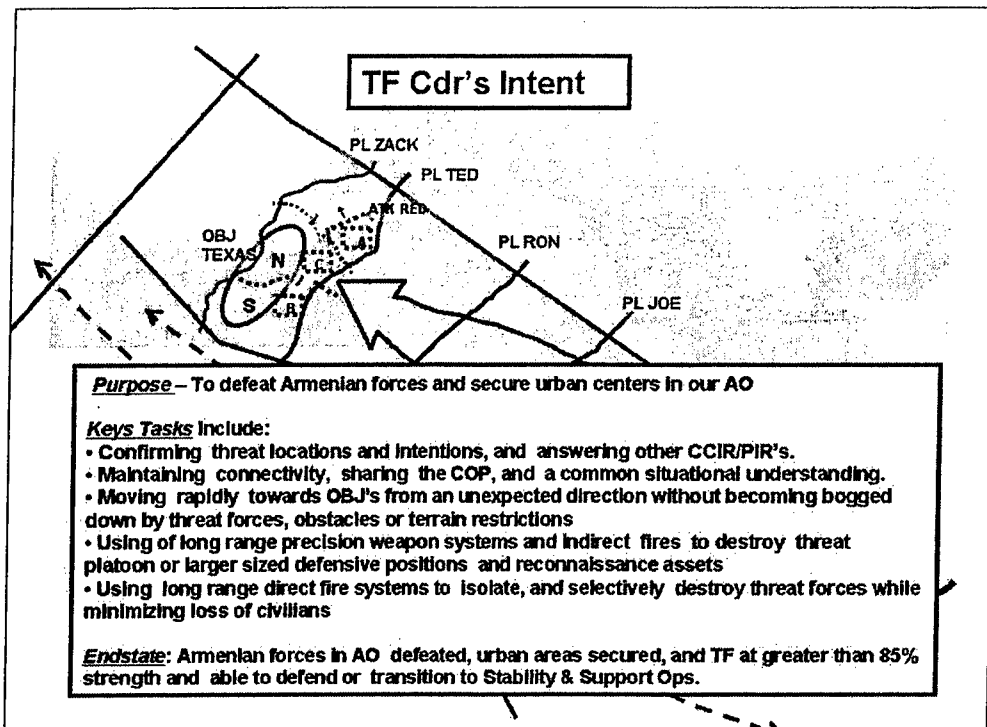 TF Cdr's Intent
PL ZACK
PL TED
ATK RED
OBJ
TEXAS
PL RON
N
C
A
S
R
PL JOE
Purpose – To defeat Armenian forces and secure urban centers in our AO
Keys Tasks Include:
• Confirming threat locations and intentions, and answering other CCIR/PIR's.
• Maintaining connectivity, sharing the COP, and a common situational understanding.
• Moving rapidly towards OBJ's from an unexpected direction without becoming bogged
down by threat forces, obstacles or terrain restrictions
• Using of long range precision weapon systems and indirect fires to destroy threat
platoon or larger sized defensive positions and reconnaissance assets
• Using long range direct fire systems to isolate, and selectively destroy threat forces while
minimizing loss of civilians
Endstate: Armenian forces in AO defeated, urban areas secured, and TF at greater than 85%
strength and able to defend or transition to Stability & Support Ops.